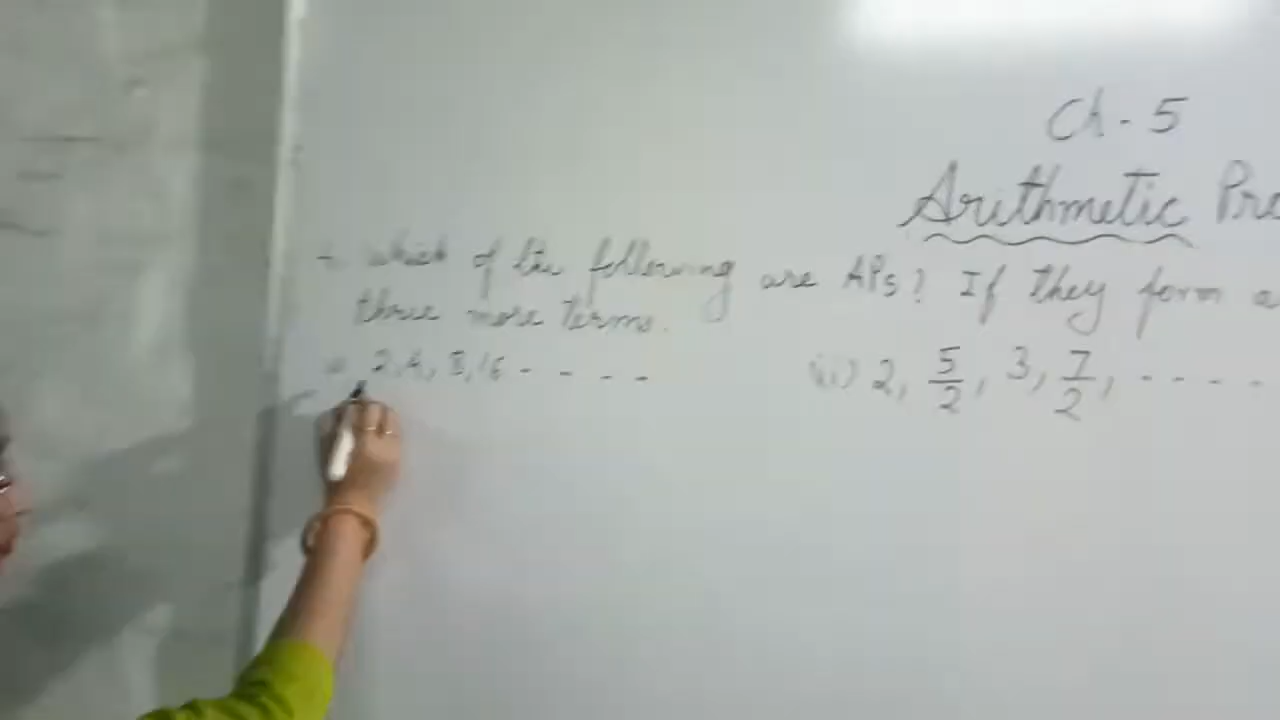 Ch - 5
Arithmetic
which of the following are APs? If they form a
three more terms.
2, 4, 8, 16 - - - -
(ii) 2, 5/2, 3, 7/2, - - - -